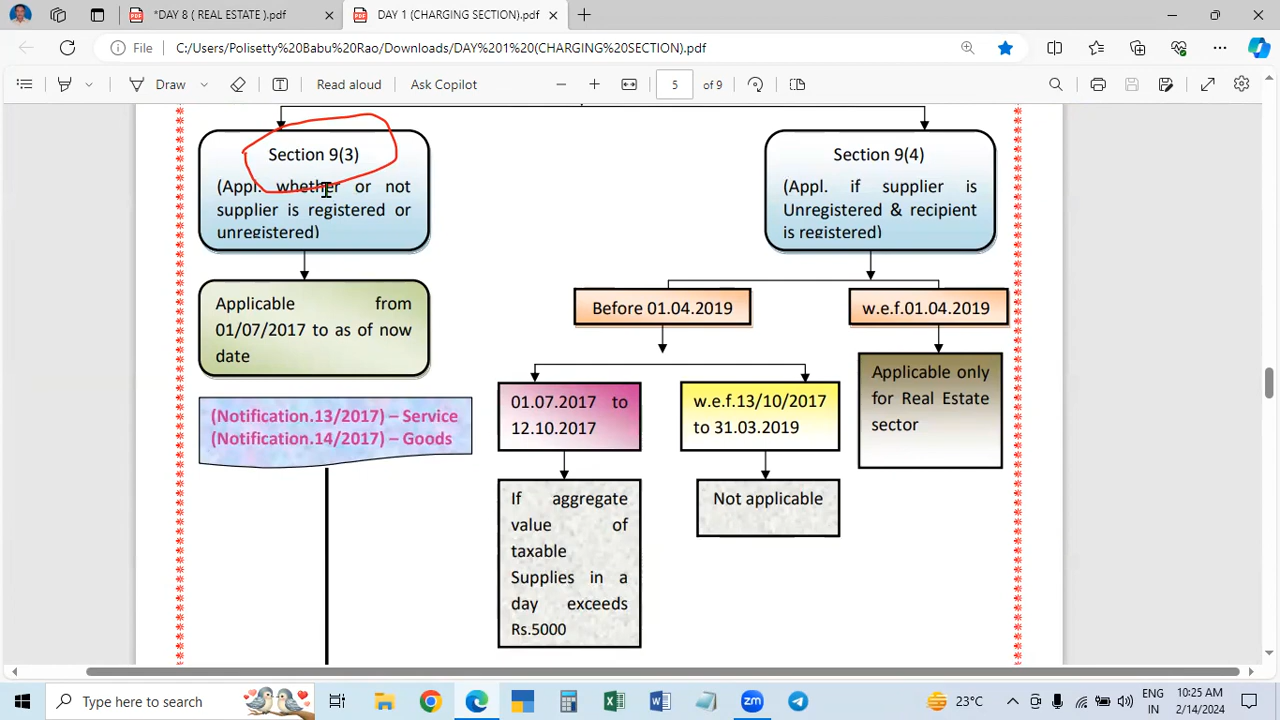 *DAY 8 ( REAL ESTATE ).pdf
DAY 1 (CHARGING SECTION).pdf
File
C:/Users/Polisetty%20Babu%20Rao/Downloads/DAY%201%20(CHARGING%20SECTION).pdf
Draw
Read aloud
Ask Copilot
5
of 9
Section 9(3)
(Appl. whether or not
supplier is registered or
unregistered)
Section 9(4)
(Appl. if supplier is
Unregistered & recipient
is registered)
Applicable from
01/07/2017 to as of now
date
Before 01.04.2019
w.e.f.01.04.2019
(Notification.13/2017) – Service
(Notification.14/2017) – Goods
01.07.2017 to
12.10.2017
w.e.f.13/10/2017
to 31.03.2019
Applicable only
for Real Estate
sector
If aggregate
value of
taxable
Supplies in a
day exceeds
Rs.5000
Not applicable
Type here to search
23°C
ENG
IN
10:25 AM
2/14/2024